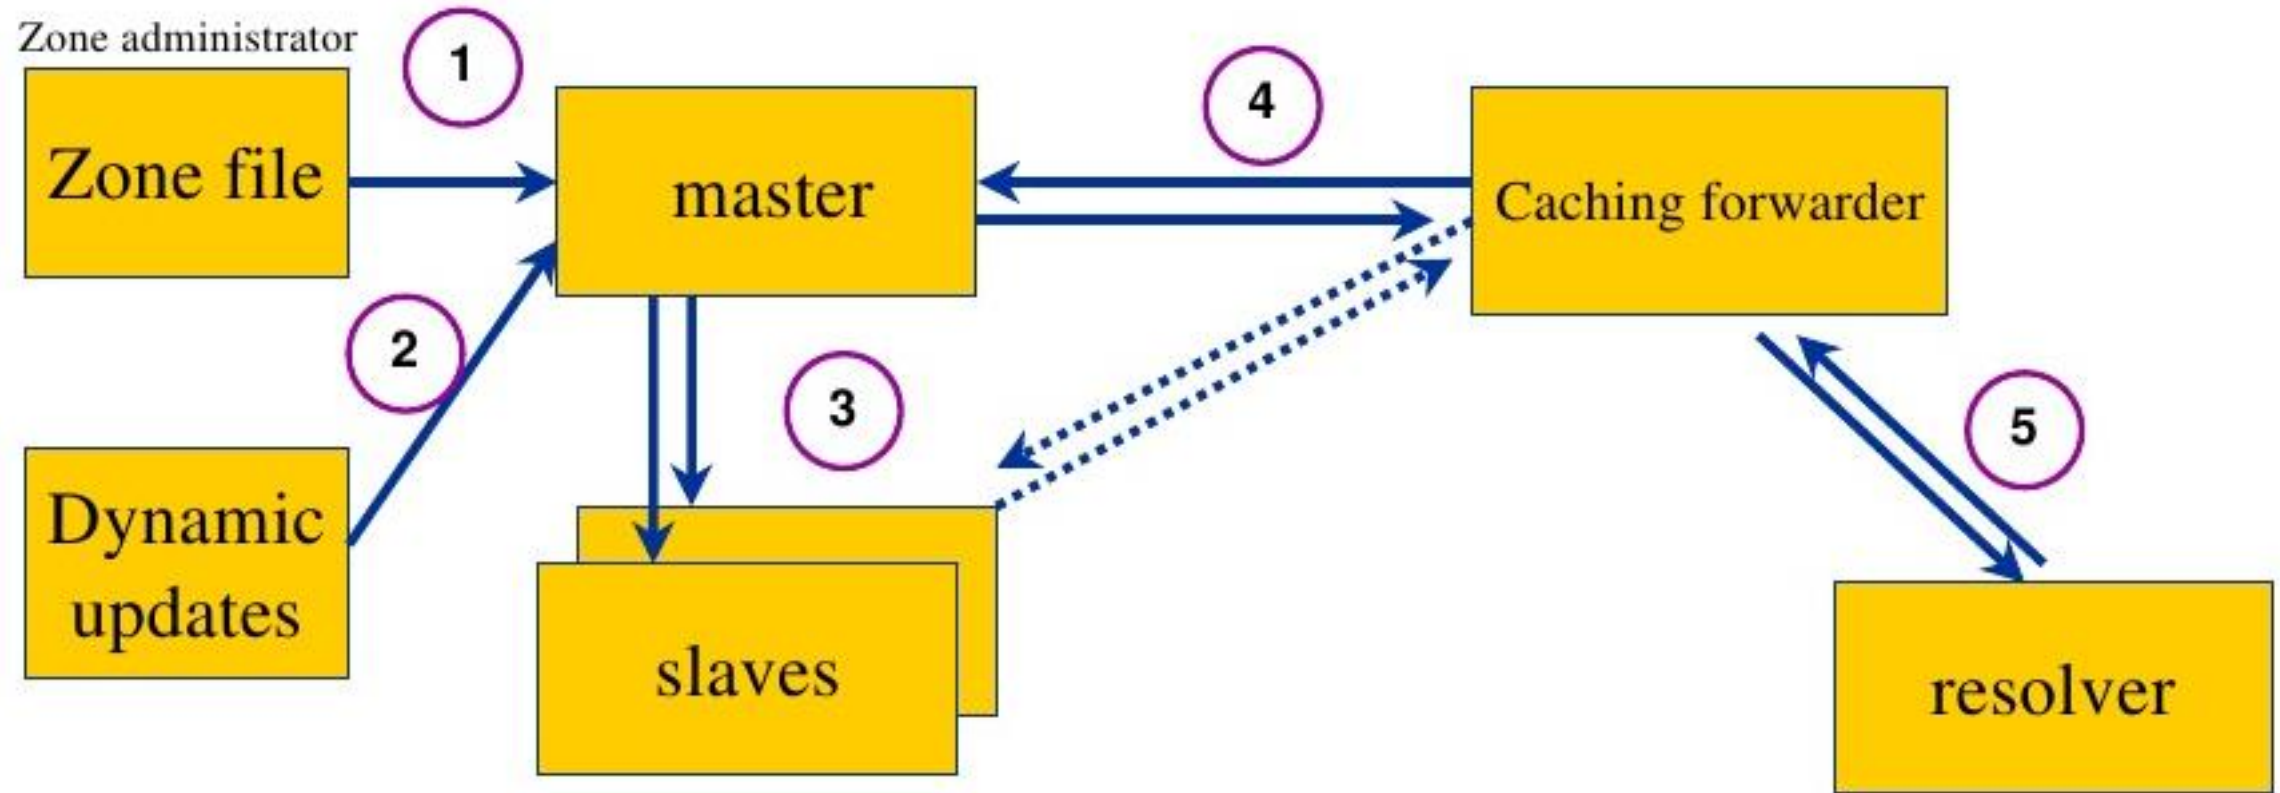 Zone administrator
1
4
Zone file
master
Caching forwarder
2
3
5
Dynamic
updates
slaves
resolver